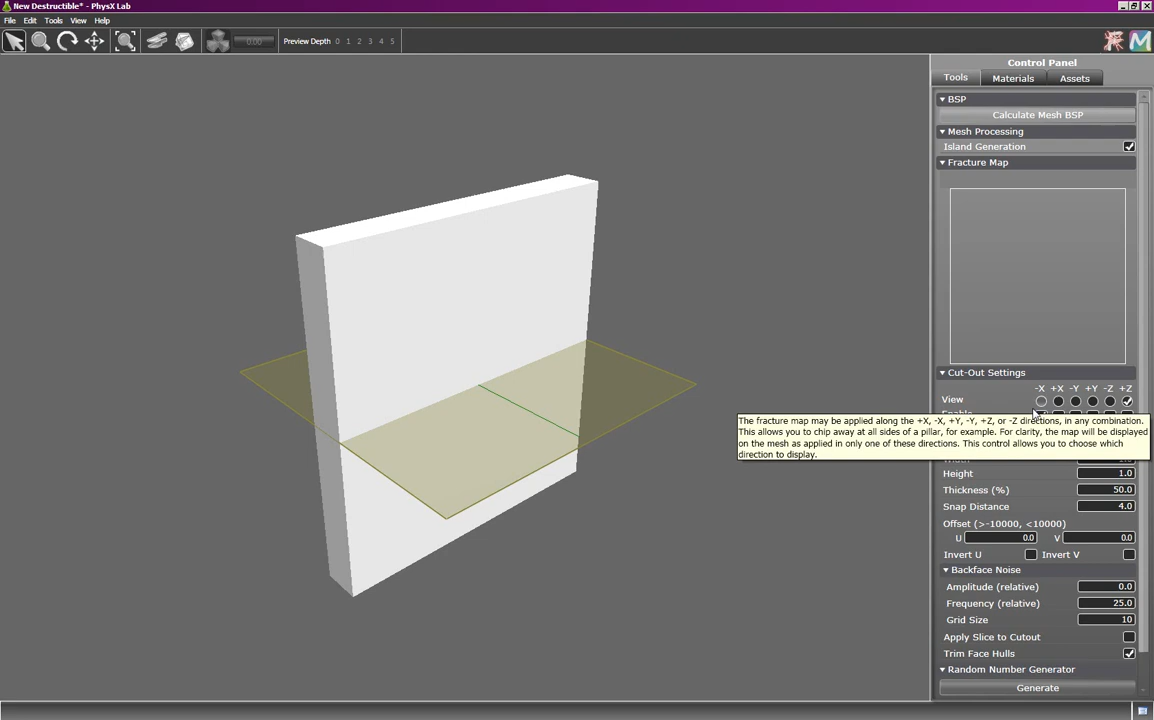 New Destructible* - PhysX Lab
File Edit Tools View Help
0.00 Preview Depth 0 1 2 3 4 5
Control Panel
Tools Materials Assets
BSP
Calculate Mesh BSP
Mesh Processing
Island Generation
Fracture Map
Cut-Out Settings
-X +X -Y +Y -Z +Z
View
Enable
The fracture map may be applied along the +X, -X, +Y, -Y, +Z, or -Z directions, in any combination.
This allows you to chip away at all sides of a pillar, for example. For clarity, the map will be displayed
on the mesh as applied in only one of these directions. This control allows you to choose which
direction to display.
Height 1.0
Thickness (%) 50.0
Snap Distance 4.0
Offset (>-10000, <10000)
U 0.0 V 0.0
Invert U Invert V
Backface Noise
Amplitude (relative) 0.0
Frequency (relative) 25.0
Grid Size 10
Apply Slice to Cutout
Trim Face Hulls
Random Number Generator
Generate